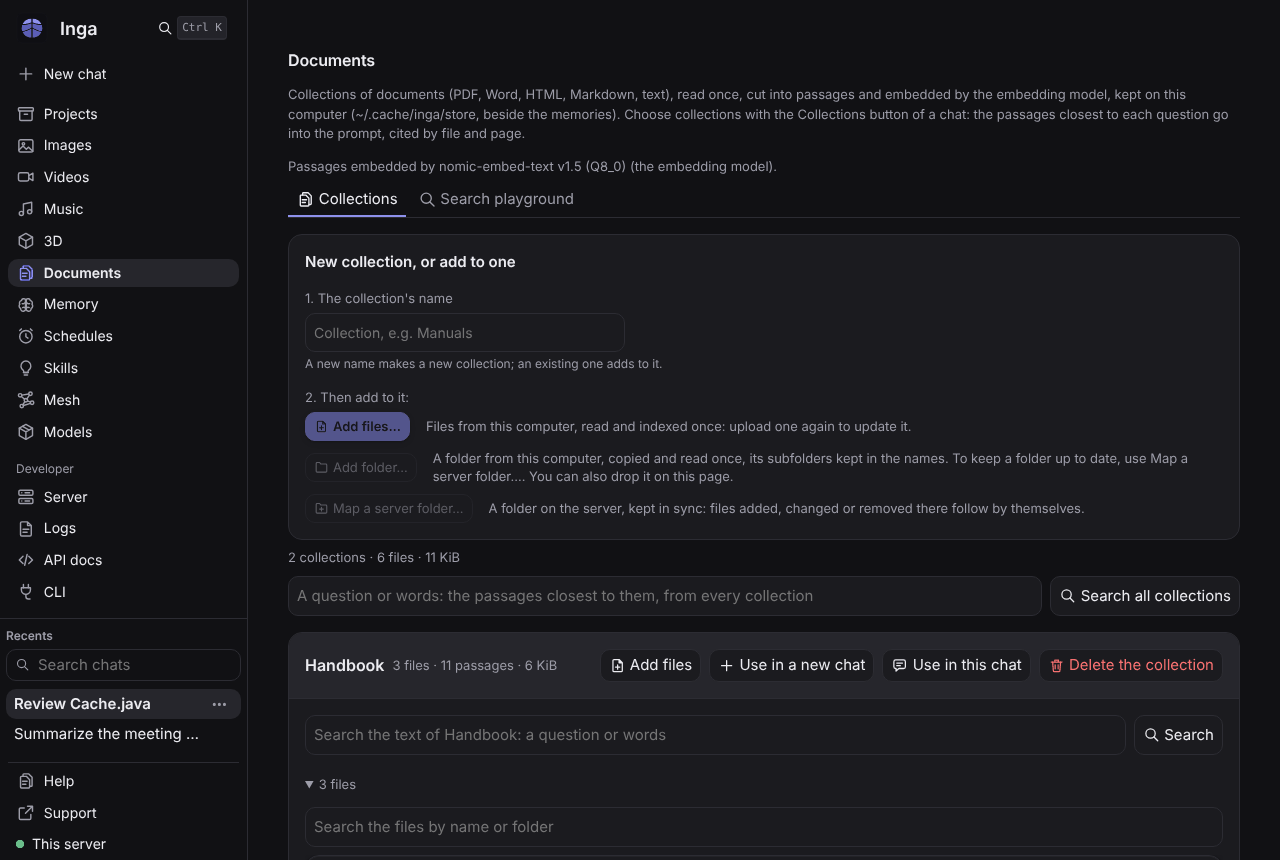 Inga
Ctrl K
New chat
Projects
Images
Videos
Music
3D
Documents
Memory
Schedules
Skills
Mesh
Models
Developer
Server
Logs
API docs
CLI
Recents
Search chats
Review Cache.java
Summarize the meeting ...
Help
Support
This server
Documents
Collections of documents (PDF, Word, HTML, Markdown, text), read once, cut into passages and embedded by the embedding model, kept on this
computer (~/.cache/inga/store, beside the memories). Choose collections with the Collections button of a chat: the passages closest to each question go
into the prompt, cited by file and page.
Passages embedded by nomic-embed-text v1.5 (Q8_0) (the embedding model).
Collections
Search playground
New collection, or add to one
1. The collection's name
Collection, e.g. Manuals
A new name makes a new collection; an existing one adds to it.
2. Then add to it:
Add files...
Files from this computer, read and indexed once: upload one again to update it.
Add folder...
A folder from this computer, copied and read once, its subfolders kept in the names. To keep a folder up to date, use Map a
server folder.... You can also drop it on this page.
Map a server folder...
A folder on the server, kept in sync: files added, changed or removed there follow by themselves.
2 collections · 6 files · 11 KiB
A question or words: the passages closest to them, from every collection
Search all collections
Handbook
3 files · 11 passages · 6 KiB
Add files
Use in a new chat
Use in this chat
Delete the collection
Search the text of Handbook: a question or words
Search
▼ 3 files
Search the files by name or folder